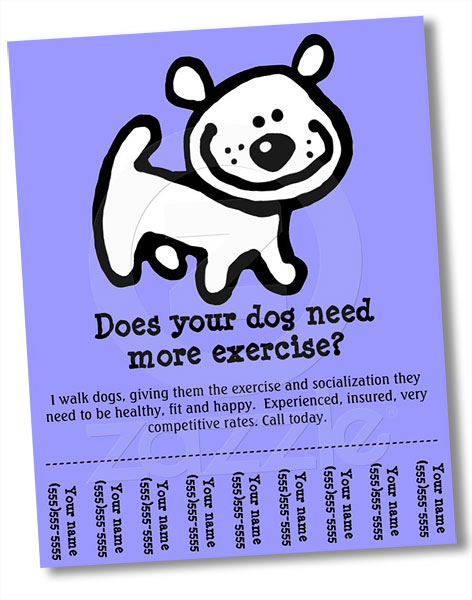 Does your dog need
more exercise?
I walk dogs, giving them the exercise and socialization they
need to be healthy, fit and happy.  Experienced, insured, very
competitive rates. Call today.
zazzle
Your name
(555)555-5555
Your name
(555)555-5555
Your name
(555)555-5555
Your name
(555)555-5555
Your name
(555)555-5555
Your name
(555)555-5555
Your name
(555)555-5555
Your name
(555)555-5555
Your name
(555)555-5555